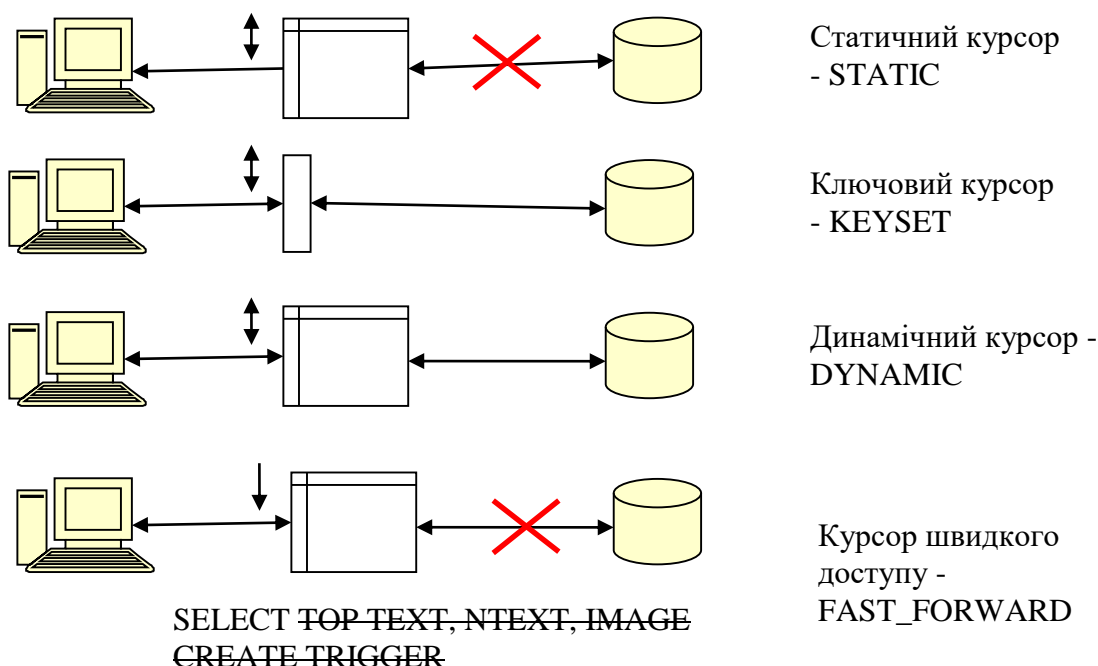 Статичний курсор
- STATIC
Ключовий курсор
- KEYSET
Динамічний курсор -
DYNAMIC
Курсор швидкого
доступу -
FAST_FORWARD
SELECT TOP TEXT, NTEXT, IMAGE
CREATE TRIGGER